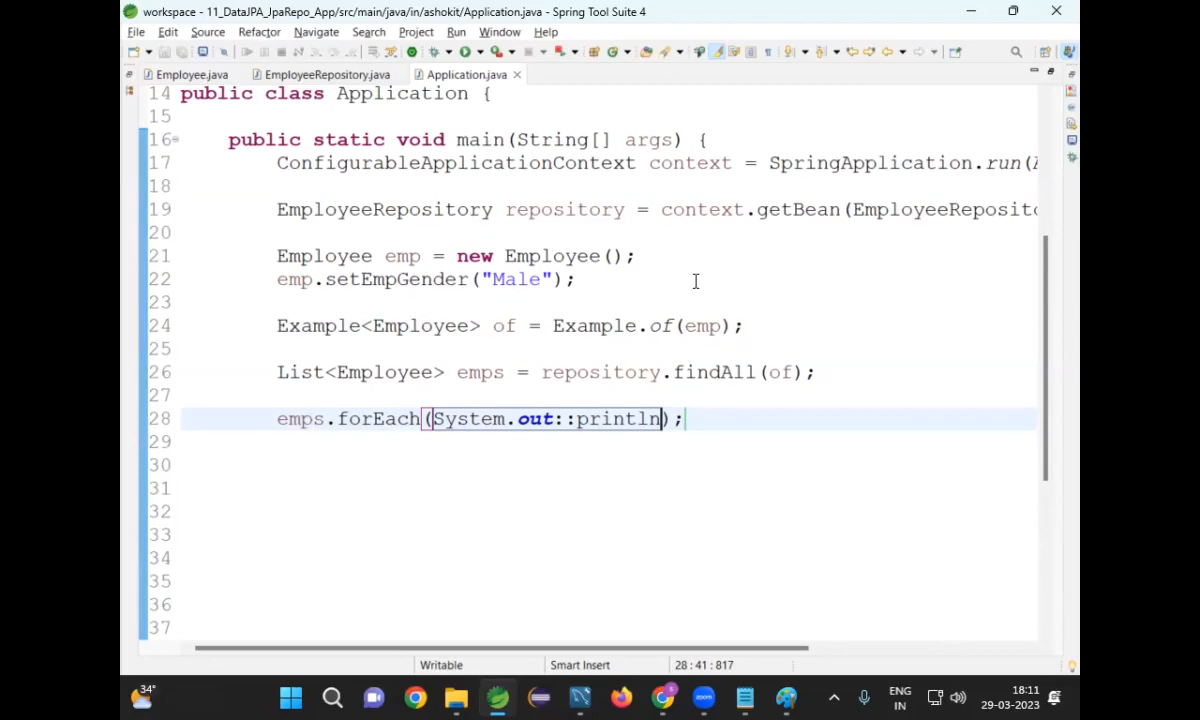 workspace - 11_DataJPA_JpaRepo_App/src/main/java/in/ashokit/Application.java - Spring Tool Suite 4
File Edit Source Refactor Navigate Search Project Run Window Help
Employee.java EmployeeRepository.java Application.java
14 public class Application {
15
16 public static void main(String[] args) {
17 ConfigurableApplicationContext context = SpringApplication.run(
18
19 EmployeeRepository repository = context.getBean(EmployeeReposito
20
21 Employee emp = new Employee();
22 emp.setEmpGender("Male");
23
24 Example<Employee> of = Example.of(emp);
25
26 List<Employee> emps = repository.findAll(of);
27
28 emps.forEach(System.out::println);
29
30
31
32
33
34
35
36
37
Writable Smart Insert 28 : 41 : 817
34°
zoom
ENG
IN
18:11
29-03-2023